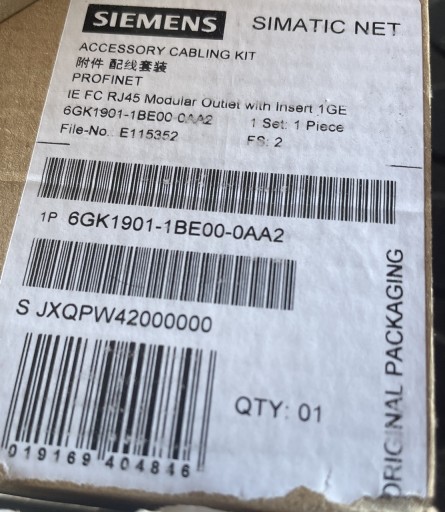 SIEMENS SIMATIC NET
ACCESSORY CABLING KIT
附件 配线套装
PROFINET
IE FC RJ45 Modular Outlet with Insert 1GE
6GK1901-1BE00-0AA2 1 Set: 1 Piece
File-No. E115352 FS: 2
1P 6GK1901-1BE00-0AA2
S JXQPW42000000
QTY: 01
019169 404846
ORIGINAL PACKAGING